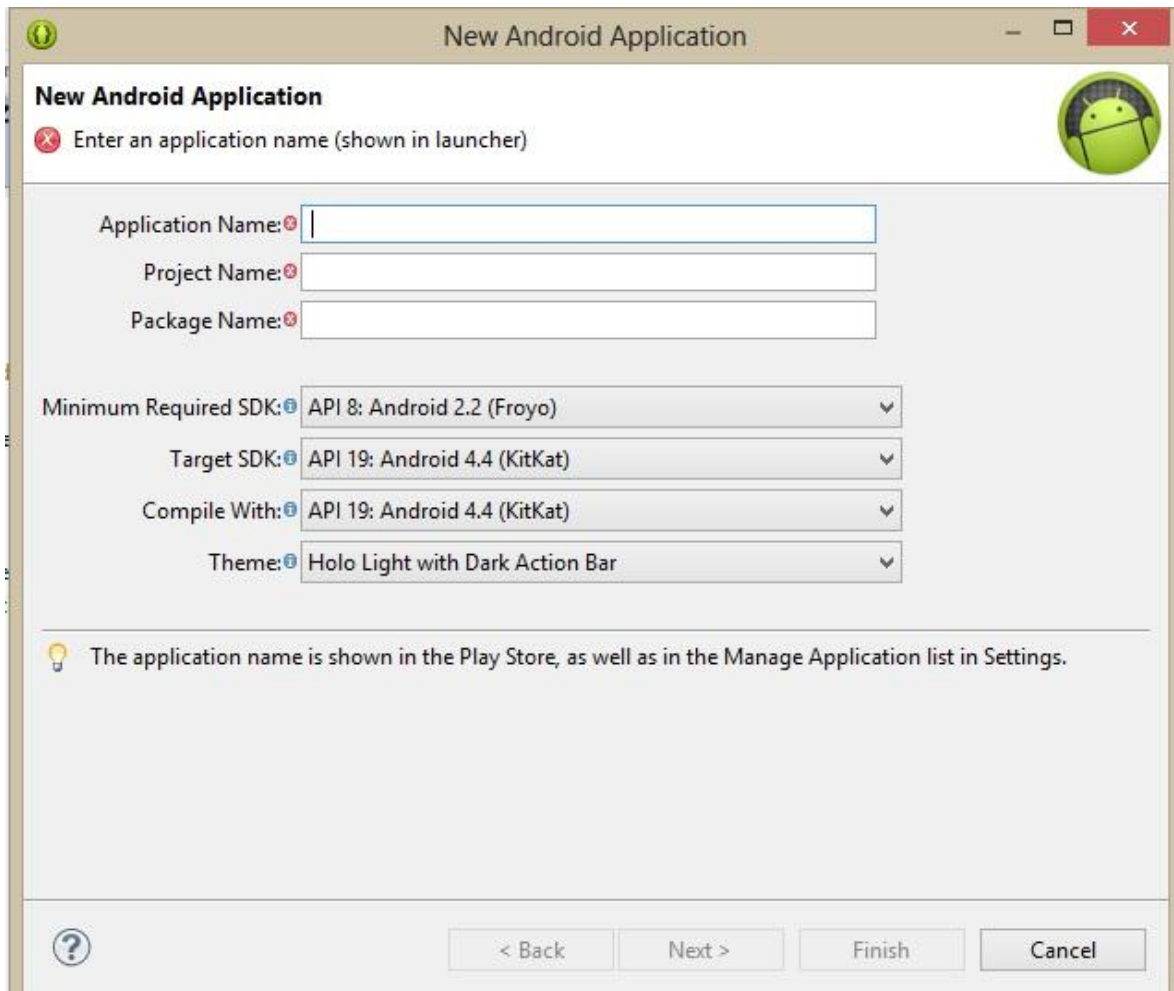 New Android Application
New Android Application
Enter an application name (shown in launcher)
Application Name:
Project Name:
Package Name:
Minimum Required SDK: API 8: Android 2.2 (Froyo)
Target SDK: API 19: Android 4.4 (KitKat)
Compile With: API 19: Android 4.4 (KitKat)
Theme: Holo Light with Dark Action Bar
The application name is shown in the Play Store, as well as in the Manage Application list in Settings.
< Back Next > Finish Cancel